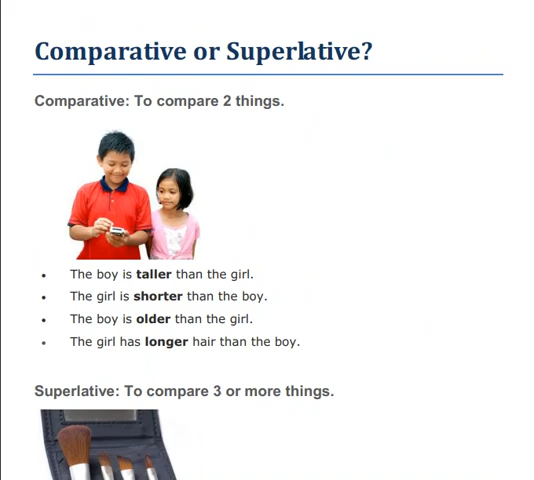 Comparative or Superlative?
Comparative: To compare 2 things.
• The boy is taller than the girl.
• The girl is shorter than the boy.
• The boy is older than the girl.
• The girl has longer hair than the boy.
Superlative: To compare 3 or more things.